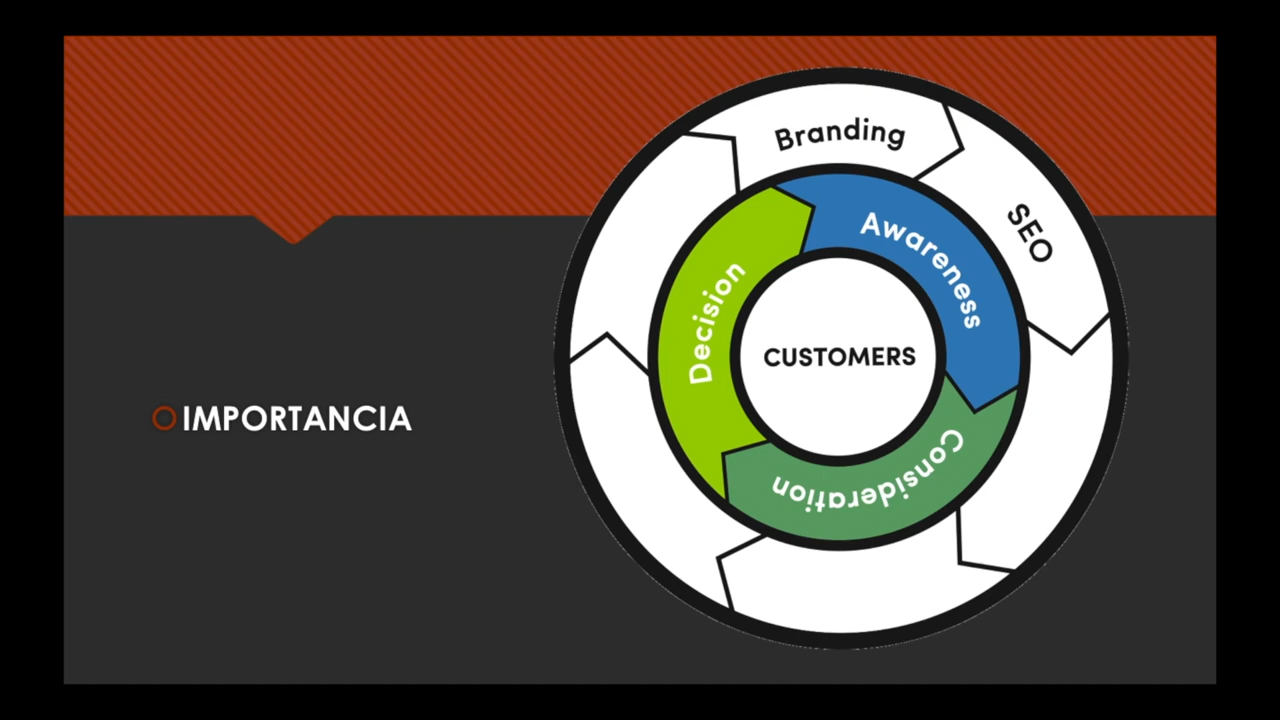 IMPORTANCIA
Branding
SEO
Awareness
Consideration
Decision
CUSTOMERS